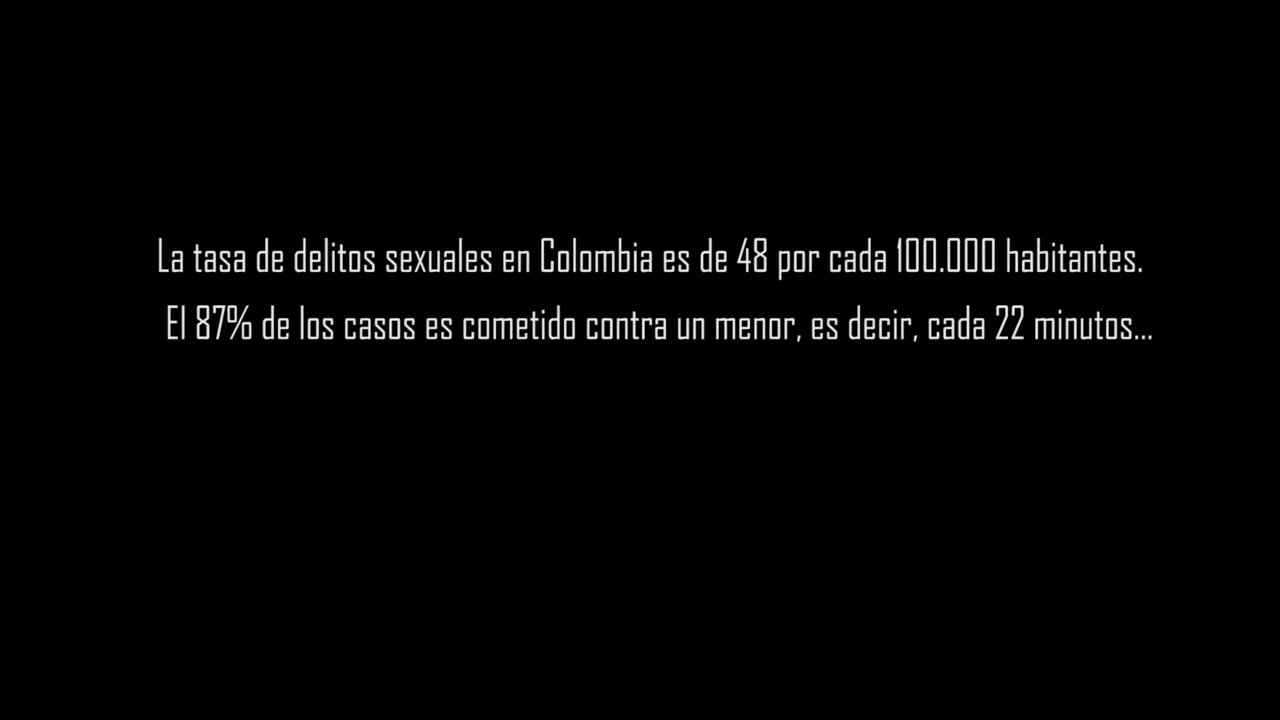 La tasa de delitos sexuales en Colombia es de 48 por cada 100.000 habitantes.
El 87% de los casos es cometido contra un menor, es decir, cada 22 minutos...